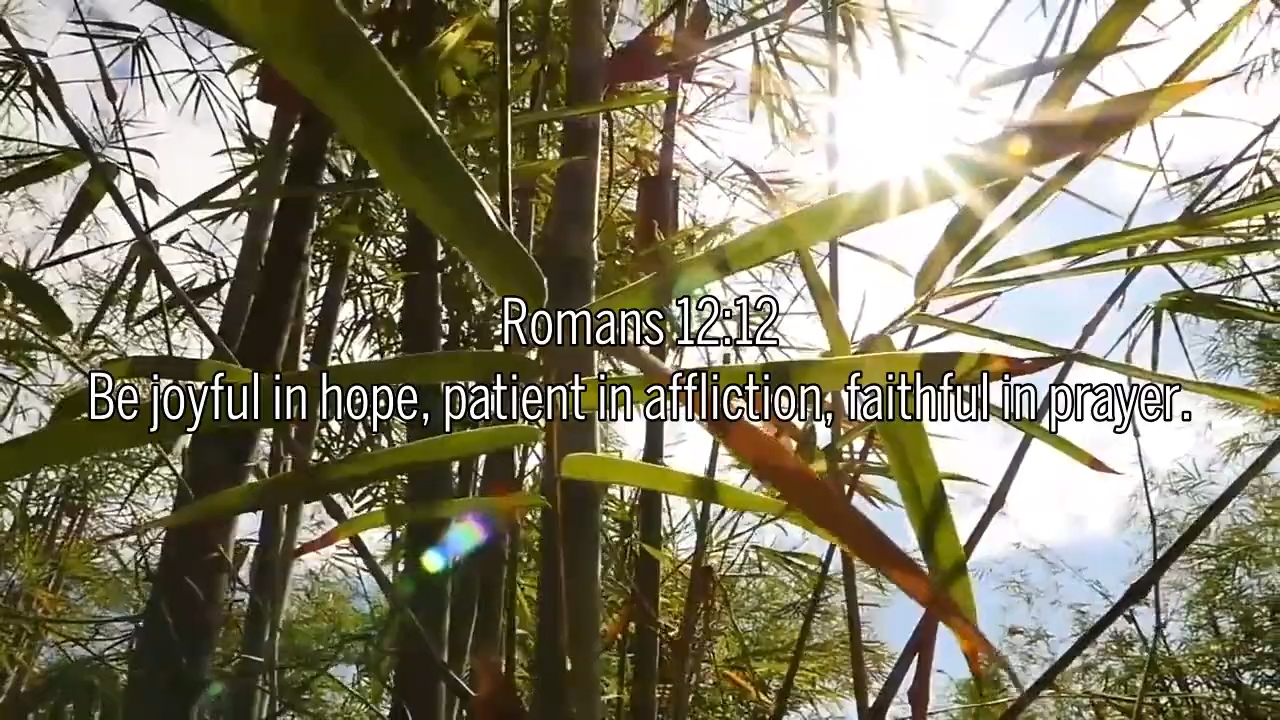 Romans 12:12
Be joyful in hope, patient in affliction, faithful in prayer.